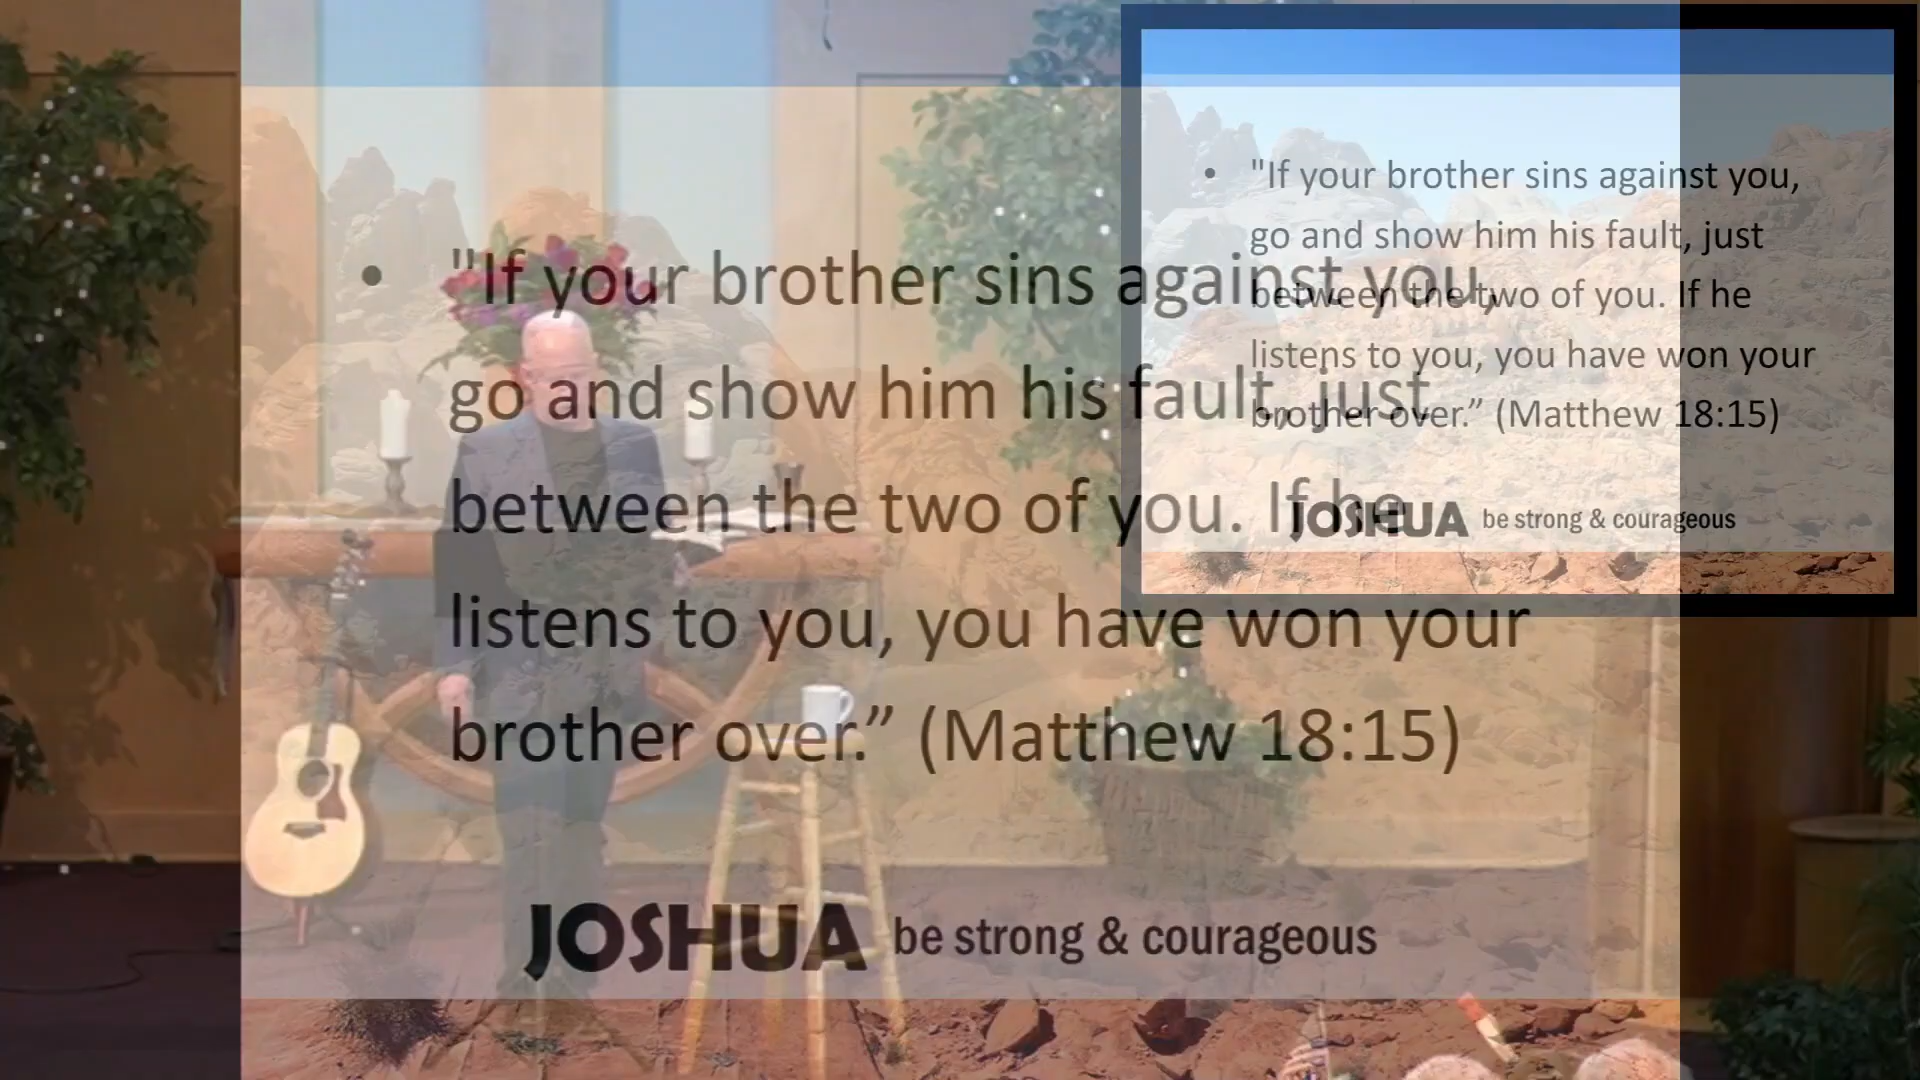 • "If your brother sins against you,
go and show him his fault, just
between the two of you. If he
listens to you, you have won your
brother over.” (Matthew 18:15)
JOSHUA be strong & courageous
• "If your brother sins against you,
go and show him his fault, just
between the two of you. If he
listens to you, you have won your
brother over.” (Matthew 18:15)
JOSHUA be strong & courageous